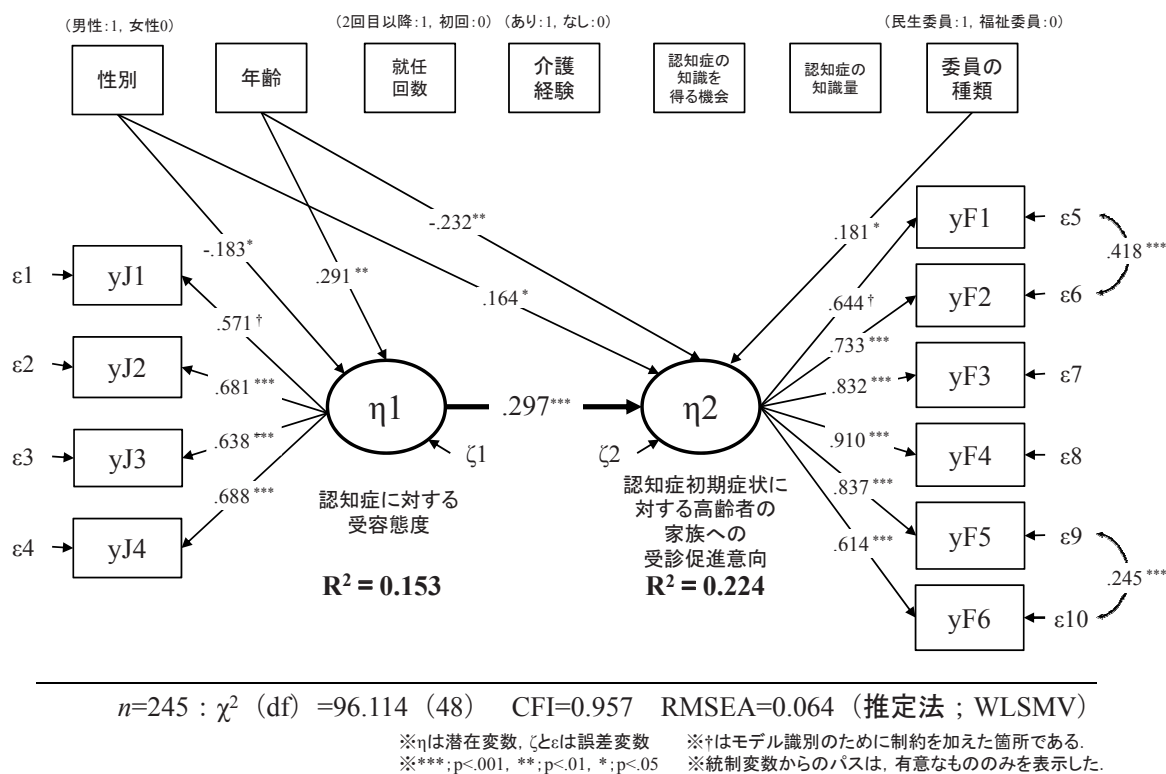 （男性:1, 女性0）
（2回目以降:1, 初回:0）（あり:1, なし:0）
（民生委員:1, 福祉委員:0）
性別
年齢
就任
回数
介護
経験
認知症の
知識を
得る機会
認知症の
知識量
委員の
種類
-.183*
.291**
.164*
-.232**
.181*
ε1
yJ1
.571†
ε2
yJ2
.681***
ε3
yJ3
.638***
ε4
yJ4
.688***
η1
ζ1
認知症に対する
受容態度
R² = 0.153
.297***
η2
ζ2
認知症初期症状に
対する高齢者の
家族への
受診促進意向
R² = 0.224
.644†
yF1
ε5
.418***
.733***
yF2
ε6
.832***
yF3
ε7
.910***
yF4
ε8
.837***
yF5
ε9
.245***
.614***
yF6
ε10
n=245：χ²（df）=96.114（48） CFI=0.957 RMSEA=0.064（推定法；WLSMV）
※ηは潜在変数, ζとεは誤差変数 ※†はモデル識別のために制約を加えた箇所である.
※***;p<.001, **;p<.01, *;p<.05 ※統制変数からのパスは, 有意なもののみを表示した.